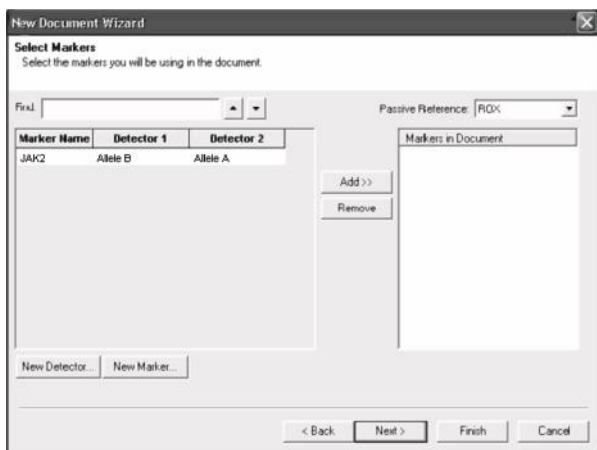 New Document Wizard
Select Markers
Select the markers you will be using in the document.
Find:
Passive Reference: ROX
Marker Name Detector 1 Detector 2
JAK2 Allele B Allele A
Markers in Document
Add >>
Remove
New Detector... New Marker...
< Back Next > Finish Cancel